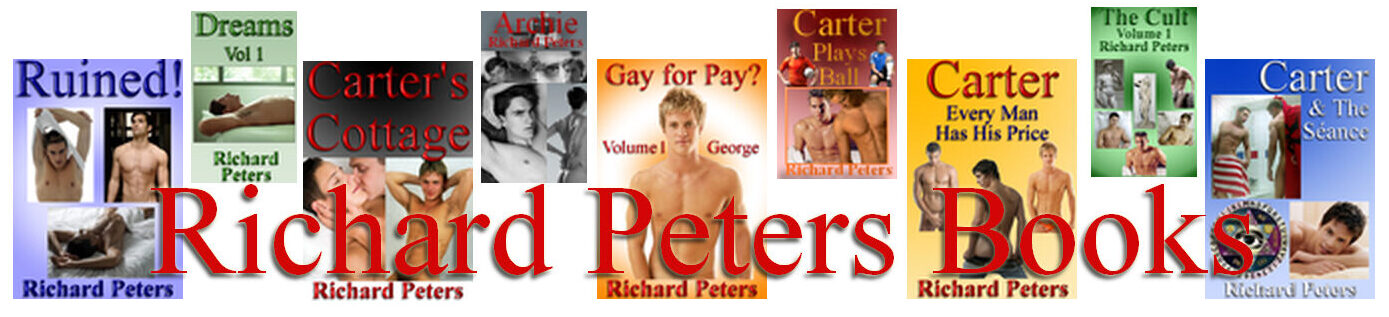 Ruined!
Richard Peters
Dreams
Vol 1
Richard
Peters
Carter's
Cottage
Richard Peters
Archie
Richard Peters
Gay for Pay?
Volume 1 George
Richard Peters
Carter
Plays
Ball
Richard Peters
Carter
Every Man
Has His Price
Richard Peters
The Cult
Volume 1
Richard Peters
Carter
& The
Séance
Richard Peters
Richard Peters Books